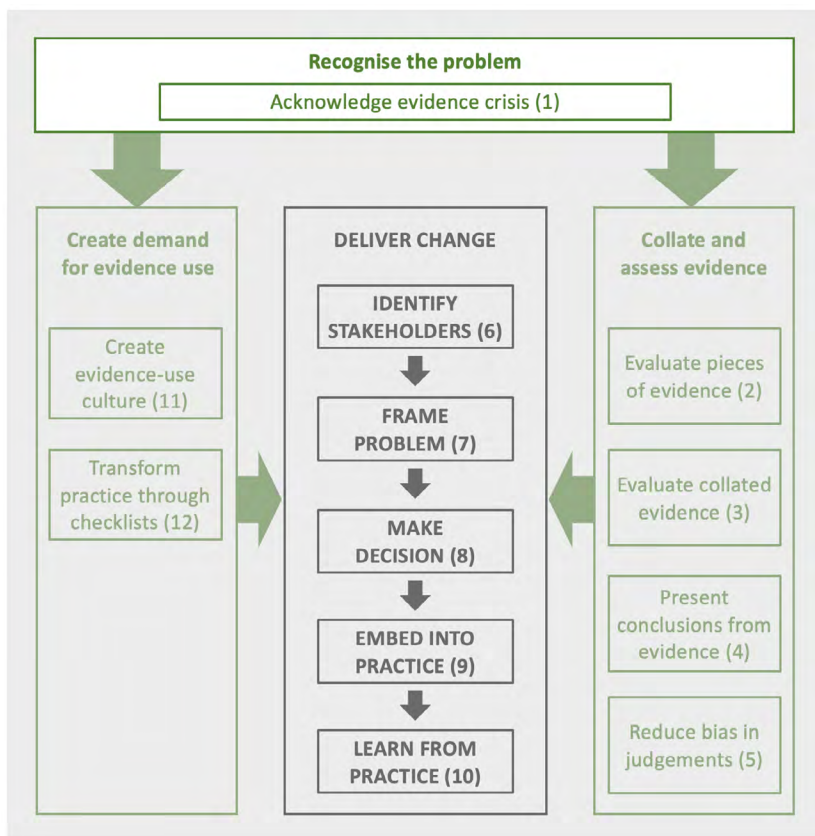 Recognise the problem
Acknowledge evidence crisis (1)
Create demand
for evidence use
Create
evidence-use
culture (11)
Transform
practice through
checklists (12)
DELIVER CHANGE
IDENTIFY
STAKEHOLDERS (6)
FRAME
PROBLEM (7)
MAKE
DECISION (8)
EMBED INTO
PRACTICE (9)
LEARN FROM
PRACTICE (10)
Collate and
assess evidence
Evaluate pieces
of evidence (2)
Evaluate collated
evidence (3)
Present
conclusions from
evidence (4)
Reduce bias in
judgements (5)